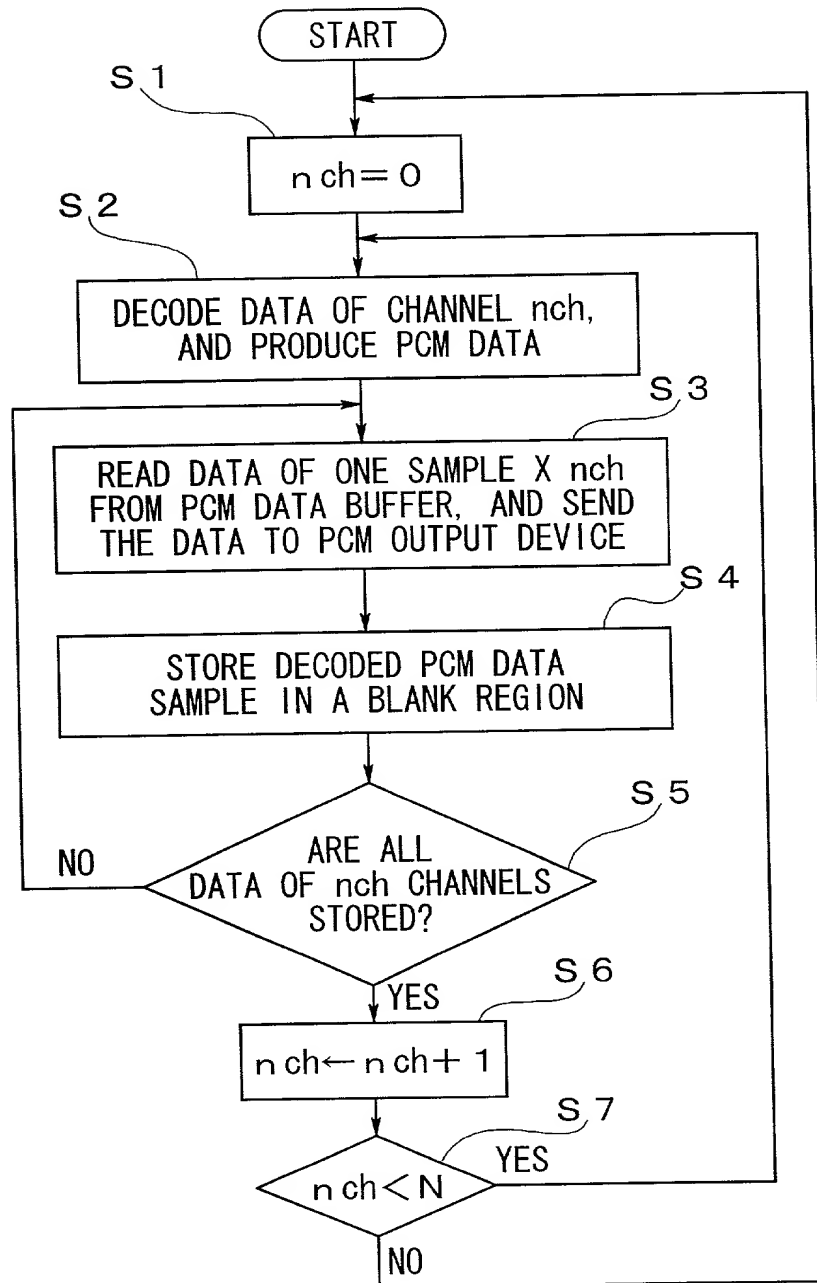 START
S 1
n ch=0
S 2
DECODE DATA OF CHANNEL nch,
AND PRODUCE PCM DATA
S 3
READ DATA OF ONE SAMPLE X nch
FROM PCM DATA BUFFER, AND SEND
THE DATA TO PCM OUTPUT DEVICE
S 4
STORE DECODED PCM DATA
SAMPLE IN A BLANK REGION
S 5
NO
ARE ALL
DATA OF nch CHANNELS
STORED?
YES
S 6
n ch← n ch+ 1
S 7
YES
n ch< N
NO